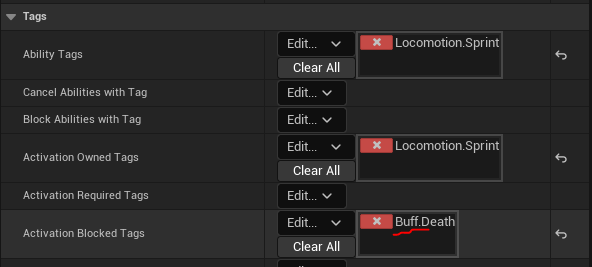 Tags
Ability Tags
Edit...
Clear All
Locomotion.Sprint
Cancel Abilities with Tag
Edit...
Block Abilities with Tag
Edit...
Activation Owned Tags
Edit...
Clear All
Locomotion.Sprint
Activation Required Tags
Edit...
Activation Blocked Tags
Edit...
Clear All
Buff.Death